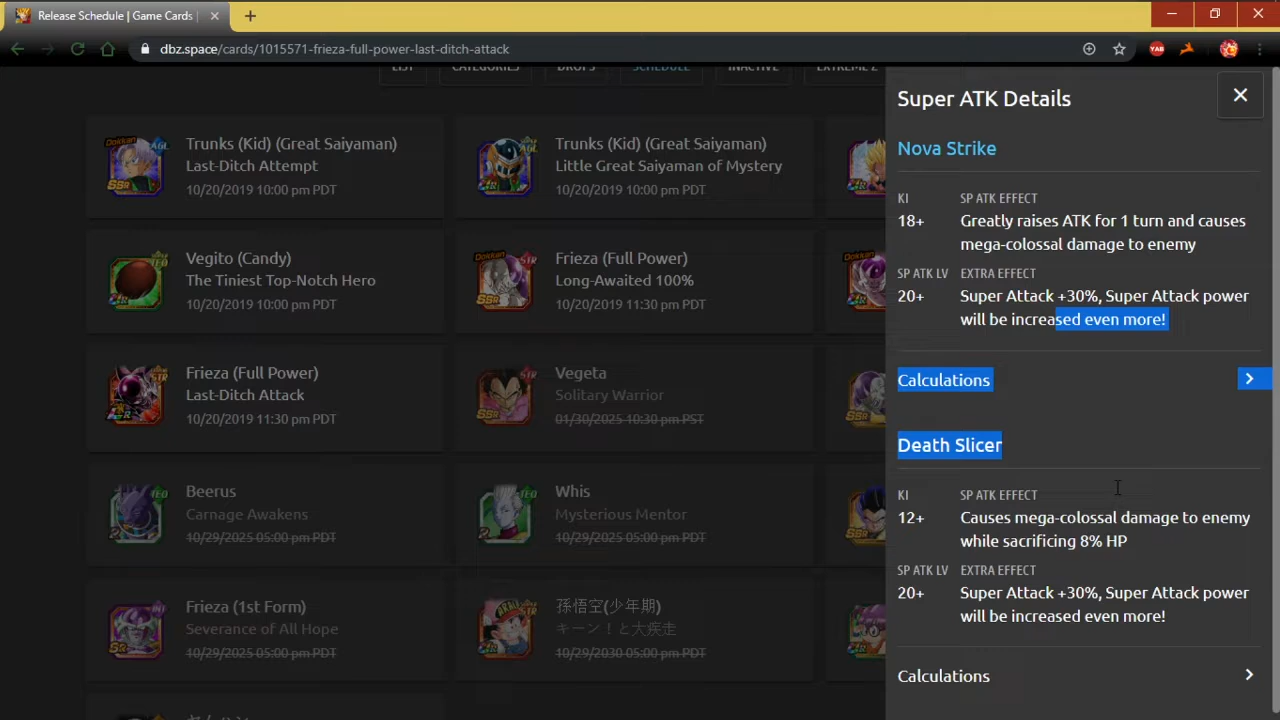 Release Schedule | Game Cards
dbz.space/cards/1015571-frieza-full-power-last-ditch-attack
YAB
LIST
CATEGORIES
DROPS
SCHEDULE
INACTIVE
EXTREME Z
Trunks (Kid) (Great Saiyaman)
Last-Ditch Attempt
10/20/2019 10:00 pm PDT
Trunks (Kid) (Great Saiyaman)
Little Great Saiyaman of Mystery
10/20/2019 10:00 pm PDT
Vegito (Candy)
The Tiniest Top-Notch Hero
10/20/2019 10:00 pm PDT
Frieza (Full Power)
Long-Awaited 100%
10/20/2019 11:30 pm PDT
Frieza (Full Power)
Last-Ditch Attack
10/20/2019 11:30 pm PDT
Vegeta
Solitary Warrior
01/30/2025 10:30 pm PST
Beerus
Carnage Awakens
10/29/2025 05:00 pm PDT
Whis
Mysterious Mentor
10/29/2025 05:00 pm PDT
Frieza (1st Form)
Severance of All Hope
10/29/2025 05:00 pm PDT
孫悟空(少年期)
キーン！と大疾走
10/29/2030 05:00 pm PDT
Super ATK Details
Nova Strike
KI
SP ATK EFFECT
18+
Greatly raises ATK for 1 turn and causes
mega-colossal damage to enemy
SP ATK LV
EXTRA EFFECT
20+
Super Attack +30%, Super Attack power
will be increased even more!
Calculations
Death Slicer
KI
SP ATK EFFECT
12+
Causes mega-colossal damage to enemy
while sacrificing 8% HP
SP ATK LV
EXTRA EFFECT
20+
Super Attack +30%, Super Attack power
will be increased even more!
Calculations